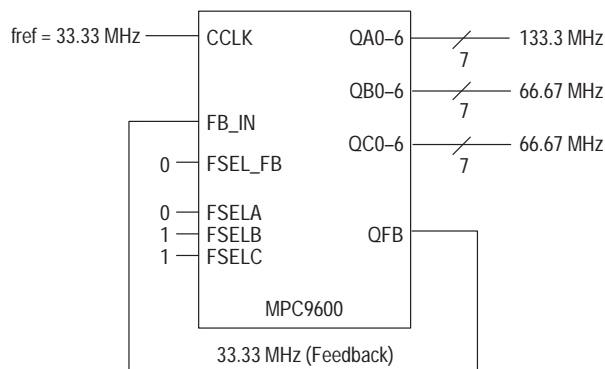 fref = 33.33 MHz CCLK QA0–6 133.3 MHz
7
QB0–6 66.67 MHz
7
FB_IN
QC0–6 66.67 MHz
7
0 FSEL_FB
0 FSELA
1 FSELB QFB
1 FSELC
MPC9600
33.33 MHz (Feedback)